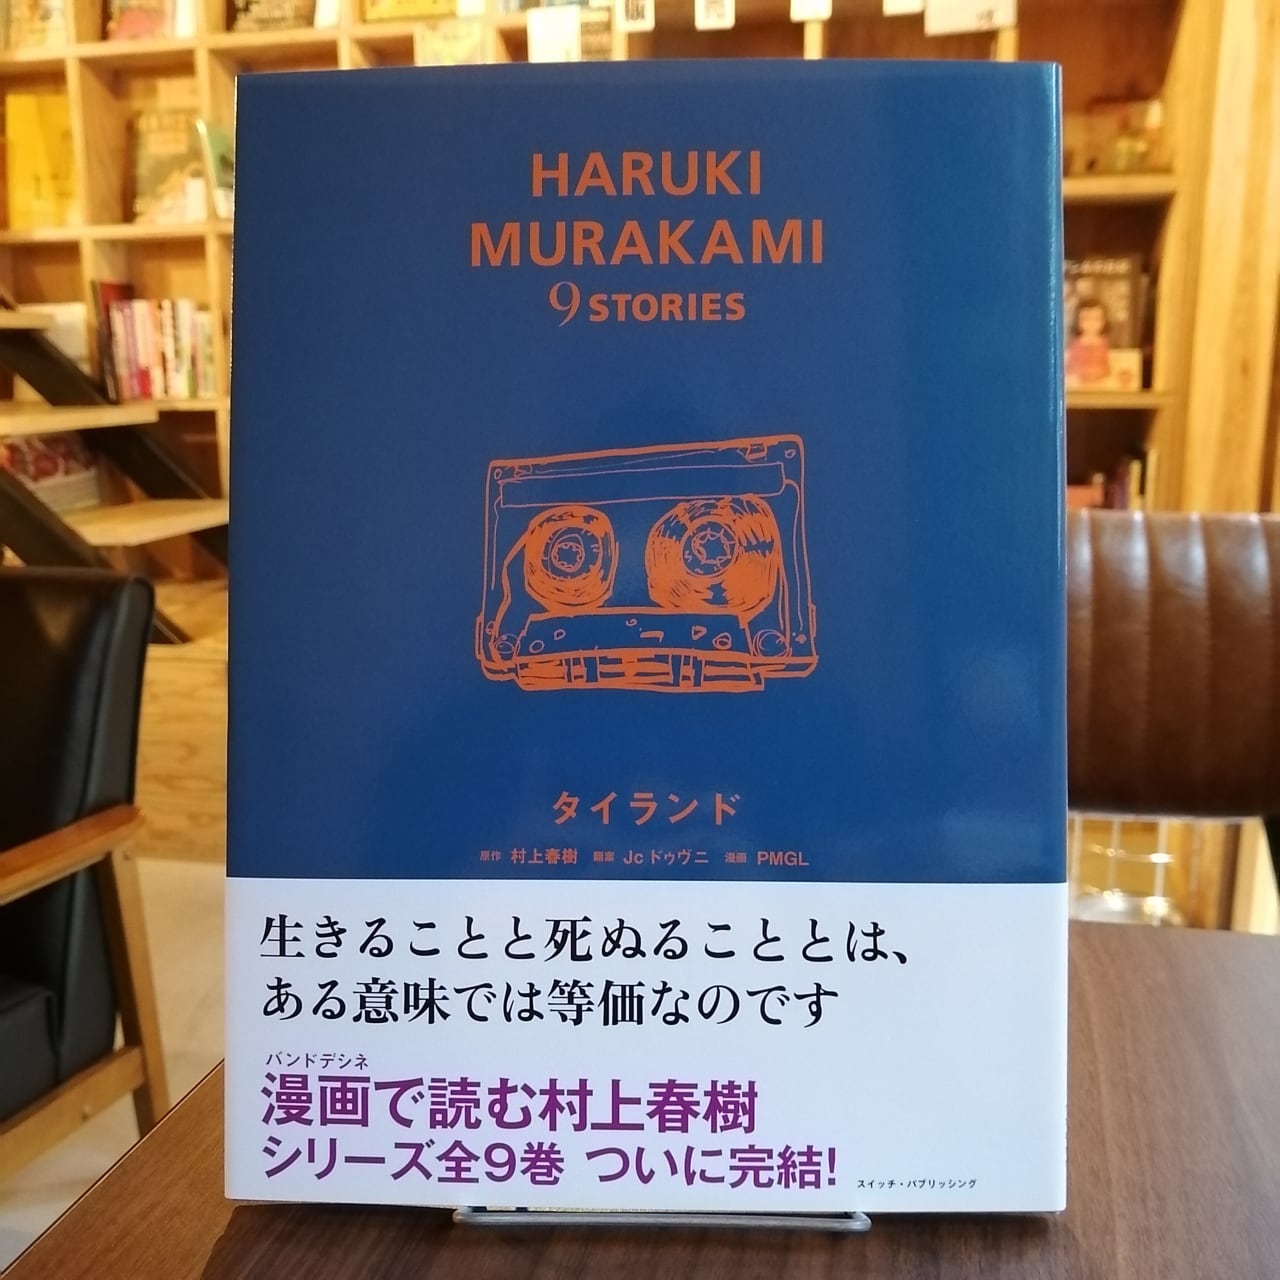 HARUKI
MURAKAMI
9 STORIES
タイランド
原作 村上春樹 翻案 Jc ドゥヴニ 漫画 PMGL
生きることと死ぬることとは、
ある意味では等価なのです
バンドデシネ
漫画で読む村上春樹
シリーズ全9巻 ついに完結!
スイッチ・パブリッシング